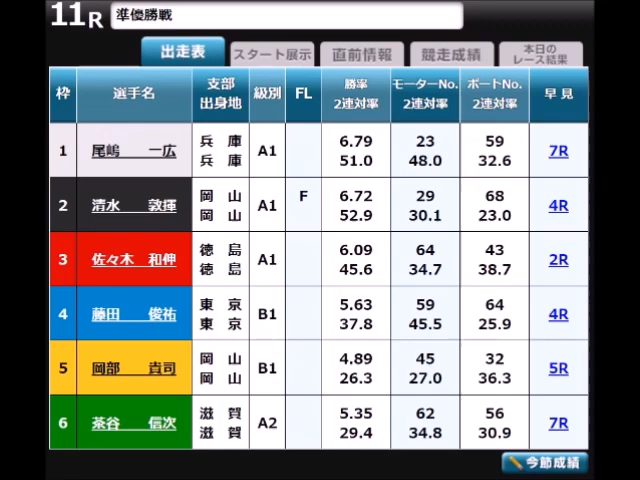 11R 準優勝戦
出走表 スタート展示 直前情報 競走成績 本日のレース結果
枠 選手名 支部 出身地 級別 FL 勝率 2連対率 モーターNo. 2連対率 ボートNo. 2連対率 早見
1 尾嶋 一広 兵庫 兵庫 A1 6.79 51.0 23 48.0 59 32.6 7R
2 清水 敦揮 岡山 岡山 A1 F 6.72 52.9 29 30.1 68 23.0 4R
3 佐々木 和伸 徳島 徳島 A1 6.09 45.6 64 34.7 43 38.7 2R
4 藤田 俊祐 東京 東京 B1 5.63 37.8 59 45.5 64 25.9 4R
5 岡部 貴司 岡山 岡山 B1 4.89 26.3 45 27.0 32 36.3 5R
6 茶谷 信次 滋賀 滋賀 A2 5.35 29.4 62 34.8 56 30.9 7R
今節成績